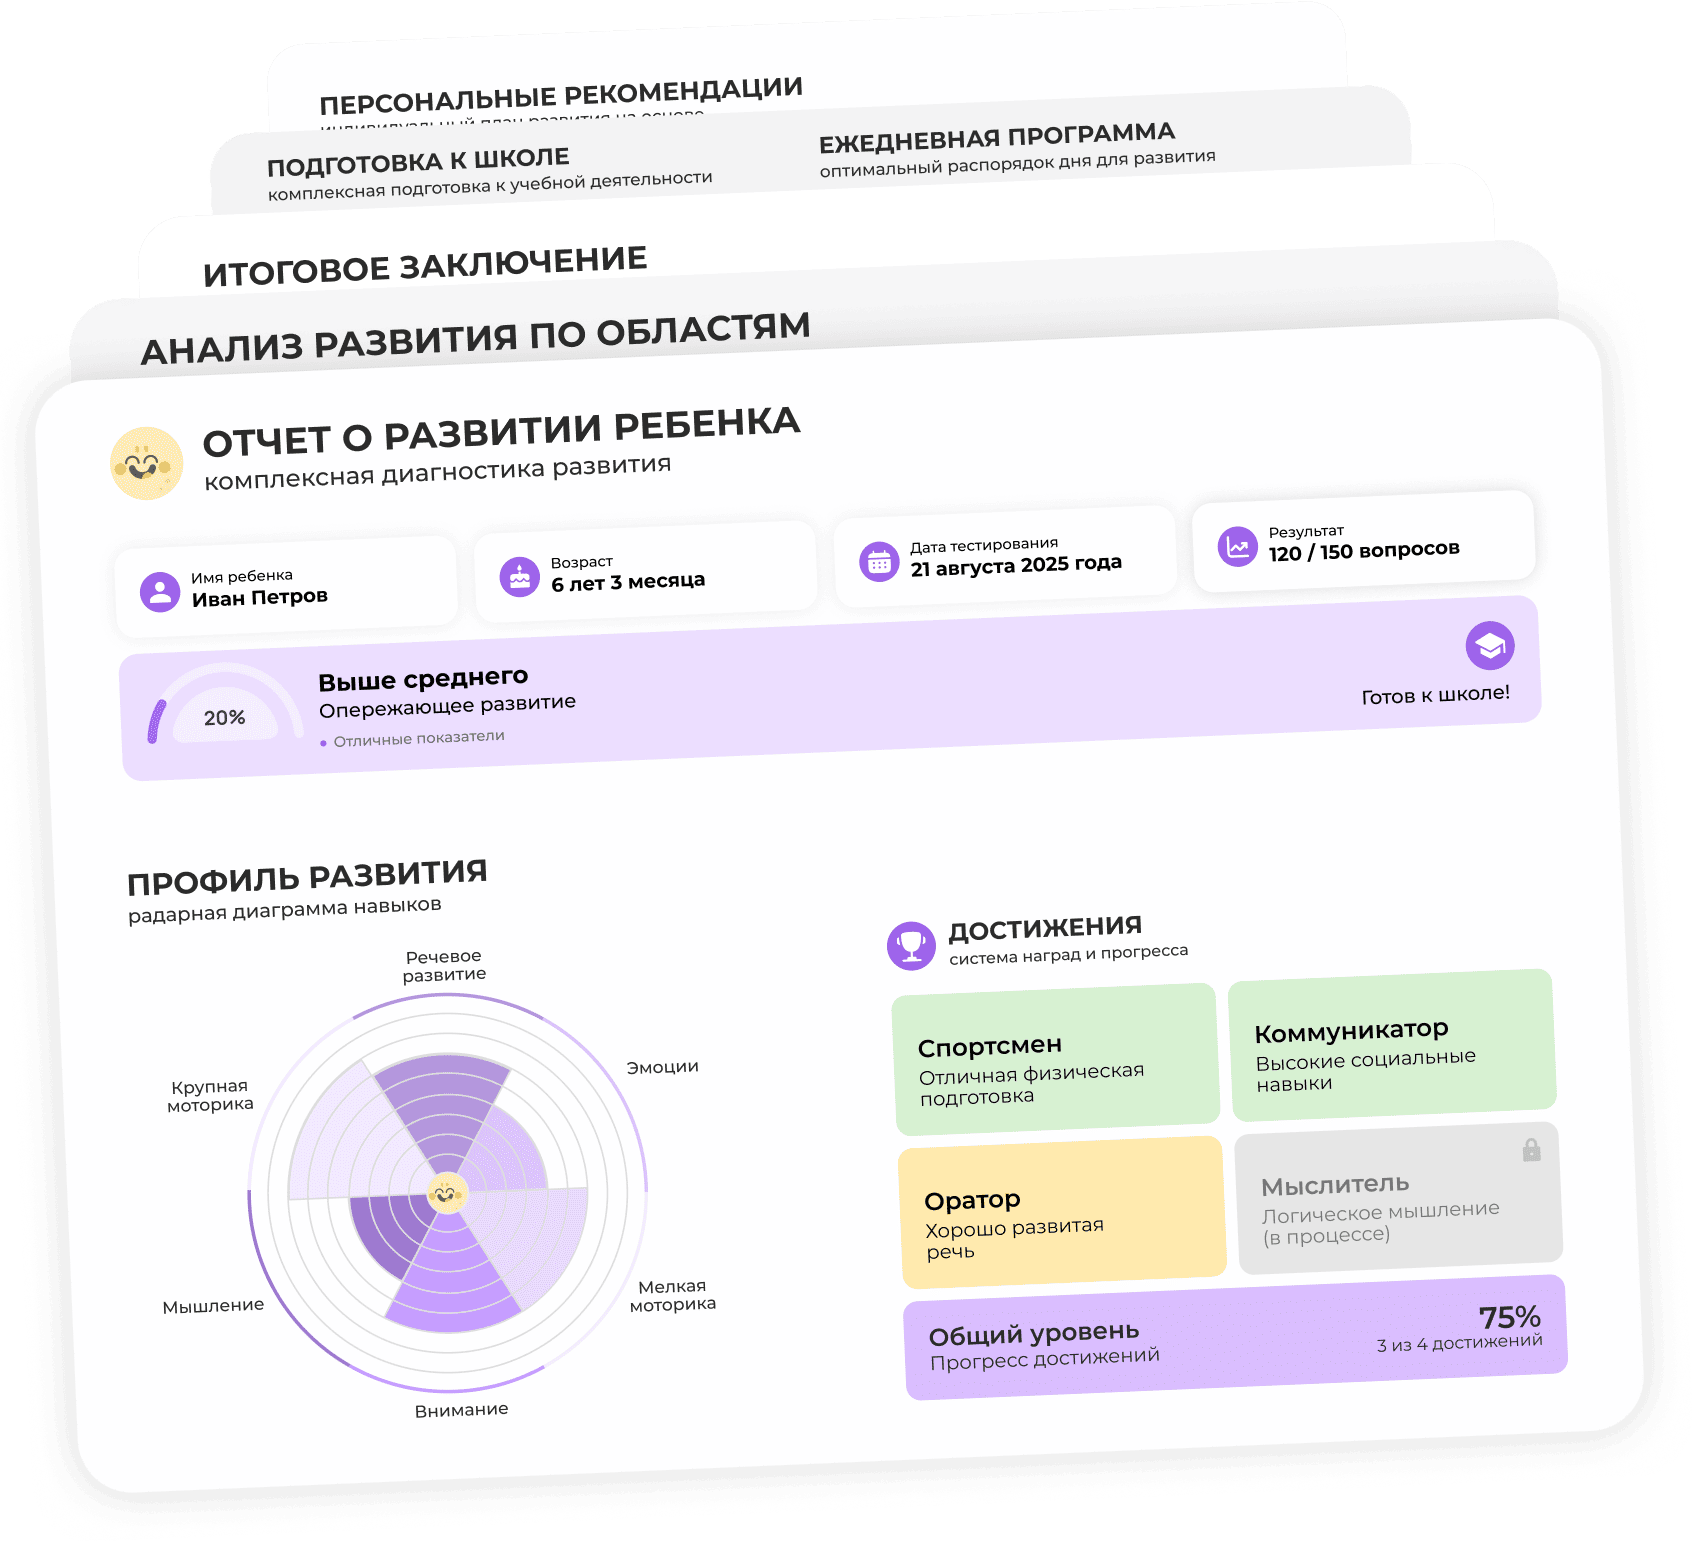 ПЕРСОНАЛЬНЫЕ РЕКОМЕНДАЦИИ
индивидуальный план развития на основе
ПОДГОТОВКА К ШКОЛЕ
комплексная подготовка к учебной деятельности
ЕЖЕДНЕВНАЯ ПРОГРАММА
оптимальный распорядок дня для развития
ИТОГОВОЕ ЗАКЛЮЧЕНИЕ
АНАЛИЗ РАЗВИТИЯ ПО ОБЛАСТЯМ
ОТЧЕТ О РАЗВИТИИ РЕБЕНКА
комплексная диагностика развития
Имя ребенка
Иван Петров
Возраст
6 лет 3 месяца
Дата тестирования
21 августа 2025 года
Результат
120 / 150 вопросов
20%
Выше среднего
Опережающее развитие
• Отличные показатели
Готов к школе!
ПРОФИЛЬ РАЗВИТИЯ
радарная диаграмма навыков
Речевое
развитие
Эмоции
Крупная
моторика
Мелкая
моторика
Мышление
Внимание
ДОСТИЖЕНИЯ
система наград и прогресса
Спортсмен
Отличная физическая
подготовка
Коммуникатор
Высокие социальные
навыки
Оратор
Хорошо развитая
речь
Мыслитель
Логическое мышление
(в процессе)
Общий уровень
Прогресс достижений
75%
3 из 4 достижений